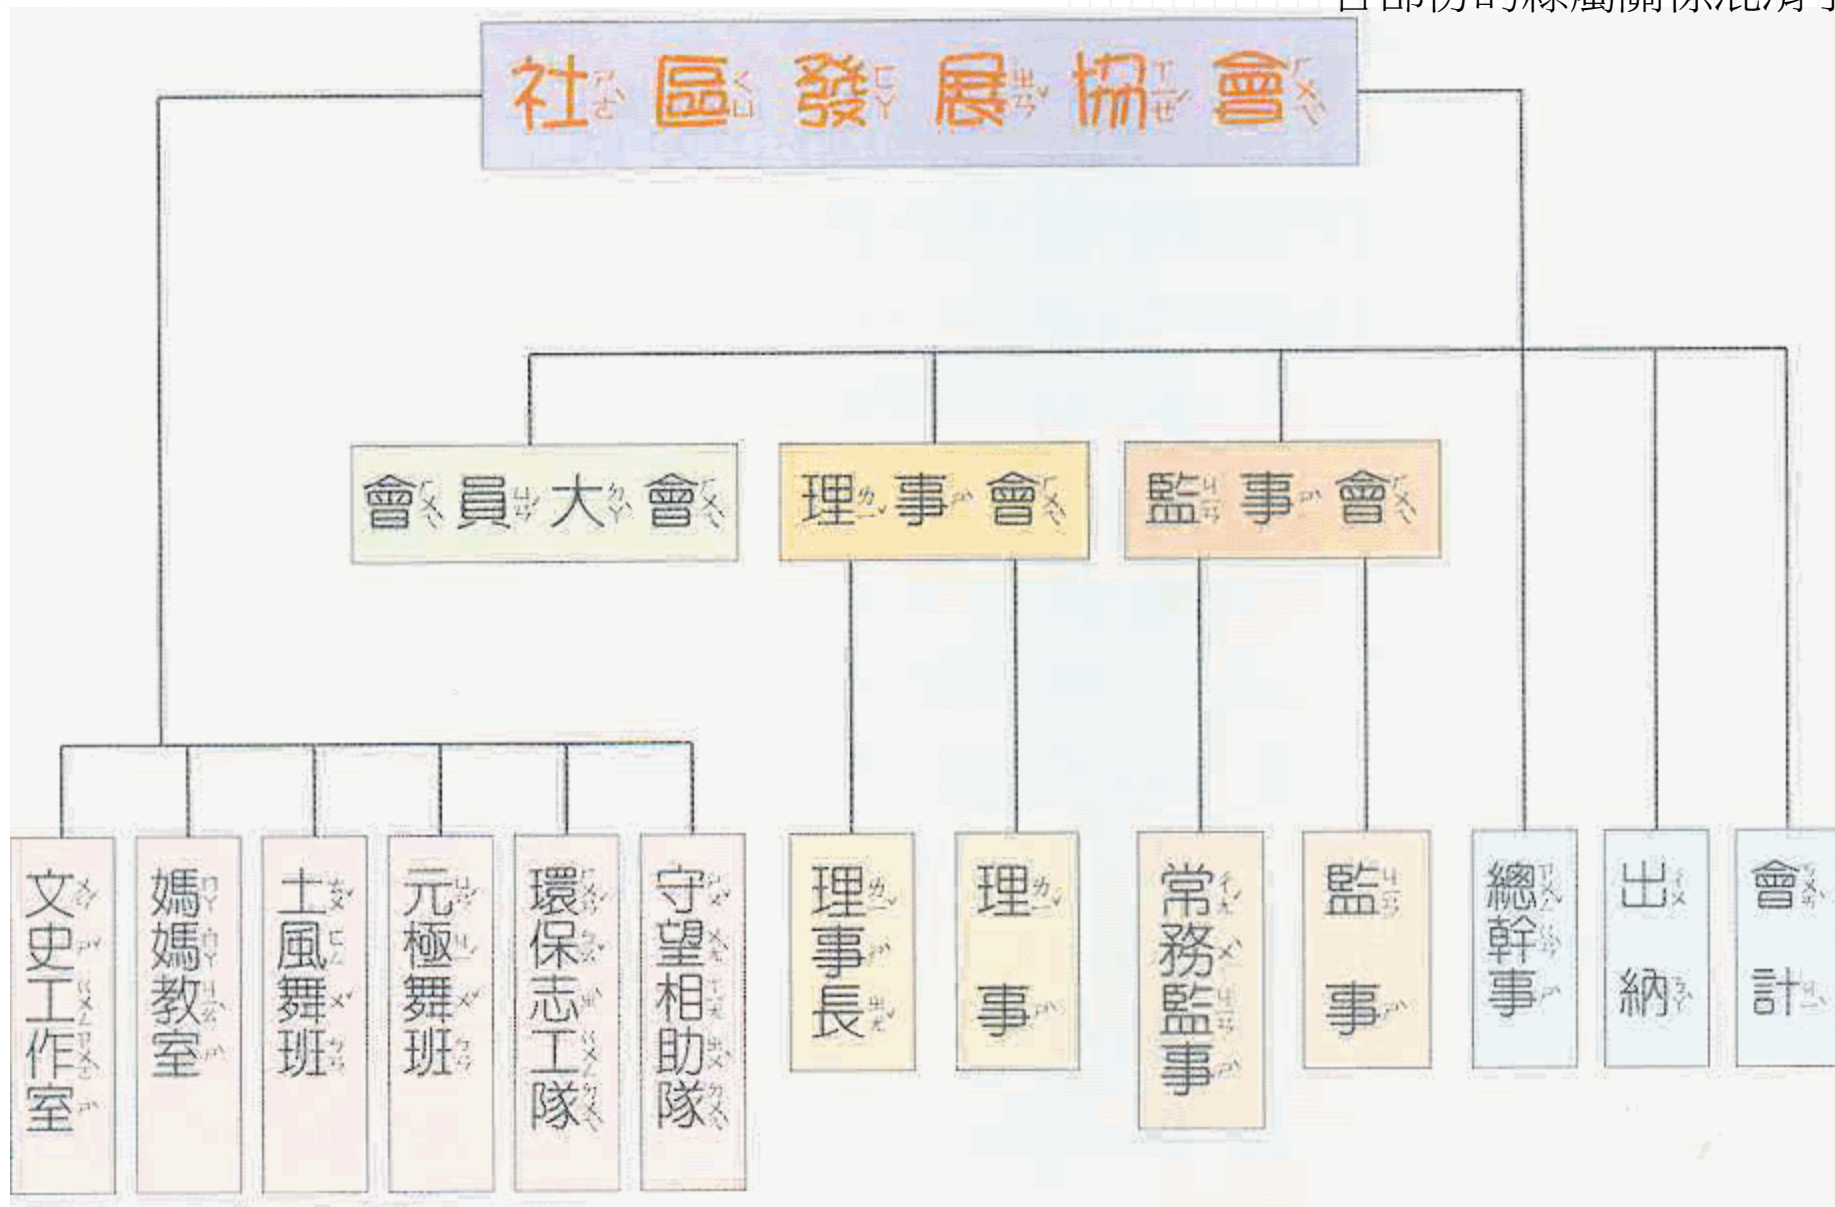 社區發展協會
會員大會
理事會
監事會
文史工作室
媽媽教室
土風舞班
元極舞班
環保志工隊
守望相助隊
理事長
理事
常務監事
監事
總幹事
出納
會計